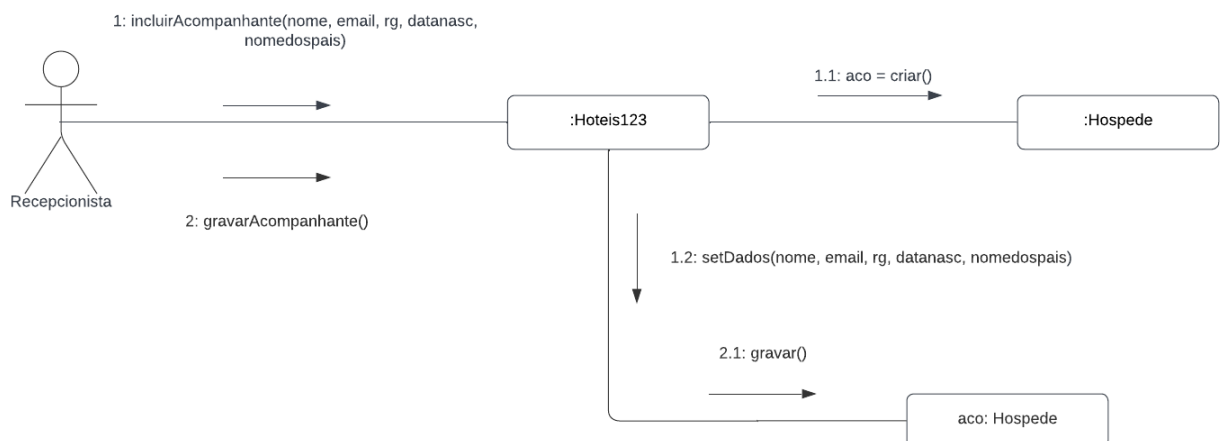 1: incluirAcompanhante(nome, email, rg, datanasc,
nomedospais)
1.1: aco = criar()
:Hoteis123
:Hospede
Recepcionista
2: gravarAcompanhante()
1.2: setDados(nome, email, rg, datanasc, nomedospais)
2.1: gravar()
aco: Hospede